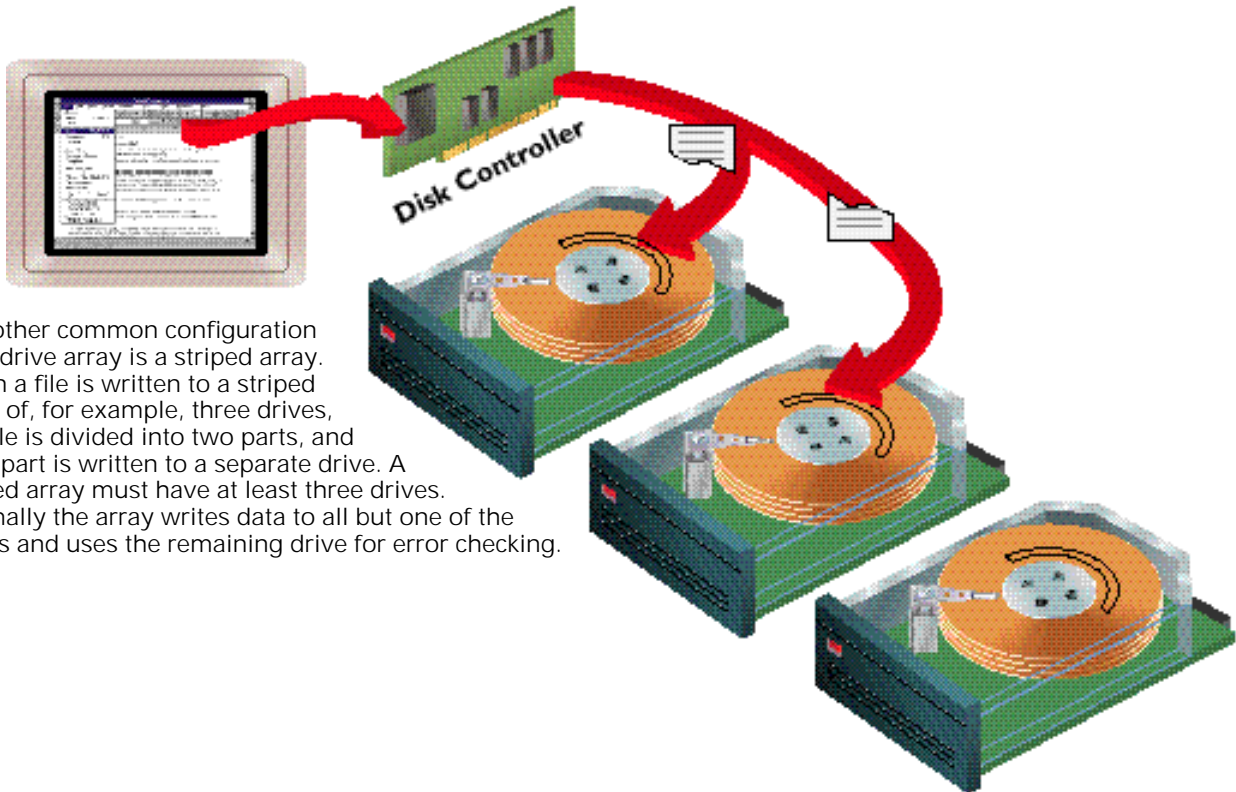 Disk Controller
other common configuration
drive array is a striped array.
n a file is written to a striped
of, for example, three drives,
le is divided into two parts, and
part is written to a separate drive. A
ed array must have at least three drives.
nally the array writes data to all but one of the
s and uses the remaining drive for error checking.